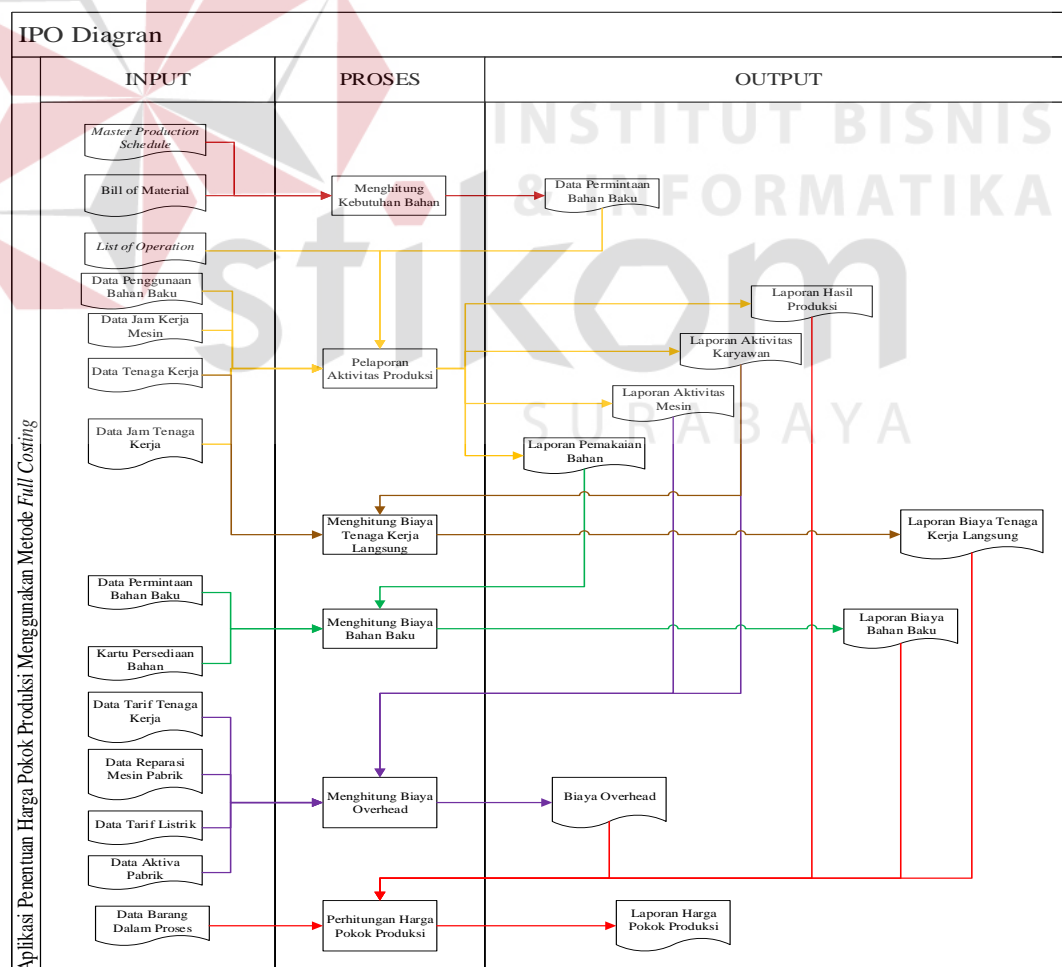 IPO Diagran
INPUT
PROSES
OUTPUT
Aplikasi Penentuan Harga Pokok Produksi Menggunakan Metode Full Costing
Master Production
Schedule
Bill of Material
Menghitung
Kebutuhan Bahan
Data Permintaan
Bahan Baku
List of Operation
Data Penggunaan
Bahan Baku
Data Jam Kerja
Mesin
Data Tenaga Kerja
Data Jam Tenaga
Kerja
Pelaporan
Aktivitas Produksi
Laporan Hasil
Produksi
Laporan Aktivitas
Karyawan
Laporan Aktivitas
Mesin
Laporan Pemakaian
Bahan
Menghitung Biaya
Tenaga Kerja
Langsung
Laporan Biaya Tenaga
Kerja Langsung
Data Permintaan
Bahan Baku
Kartu Persediaan
Bahan
Menghitung Biaya
Bahan Baku
Laporan Biaya
Bahan Baku
Data Tarif Tenaga
Kerja
Data Reparasi
Mesin Pabrik
Data Tarif Listrik
Data Aktiva
Pabrik
Menghitung Biaya
Overhead
Biaya Overhead
Data Barang
Dalam Proses
Perhitungan Harga
Pokok Produksi
Laporan Harga
Pokok Produksi
INSTITUT BISNIS
& INFORMATIKA
stikom
SURABAYA